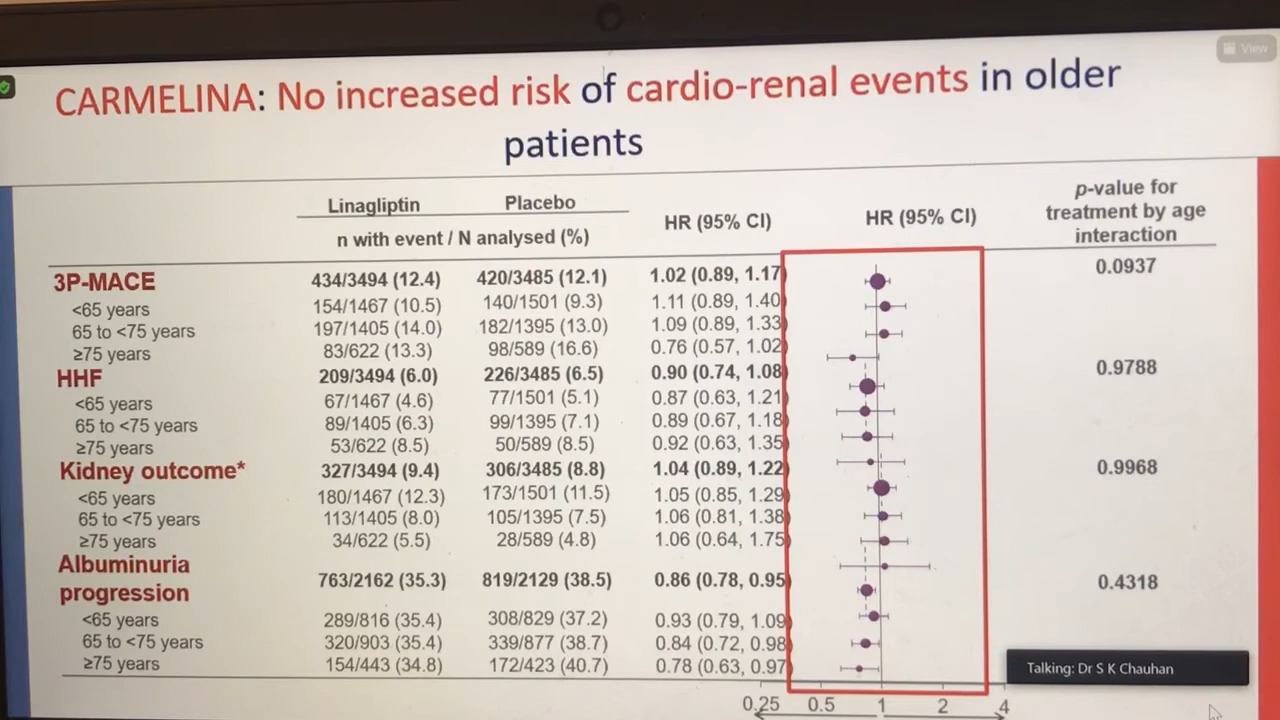 View
CARMELINA: No increased risk of cardio-renal events in older
patients
Linagliptin Placebo HR (95% CI) HR (95% CI) p-value for treatment by age interaction
n with event / N analysed (%)
3P-MACE 434/3494 (12.4) 420/3485 (12.1) 1.02 (0.89, 1.17) 0.0937
<65 years 154/1467 (10.5) 140/1501 (9.3) 1.11 (0.89, 1.40)
65 to <75 years 197/1405 (14.0) 182/1395 (13.0) 1.09 (0.89, 1.33)
≥75 years 83/622 (13.3) 98/589 (16.6) 0.76 (0.57, 1.02)
HHF 209/3494 (6.0) 226/3485 (6.5) 0.90 (0.74, 1.08) 0.9788
<65 years 67/1467 (4.6) 77/1501 (5.1) 0.87 (0.63, 1.21)
65 to <75 years 89/1405 (6.3) 99/1395 (7.1) 0.89 (0.67, 1.18)
≥75 years 53/622 (8.5) 50/589 (8.5) 0.92 (0.63, 1.35)
Kidney outcome* 327/3494 (9.4) 306/3485 (8.8) 1.04 (0.89, 1.22) 0.9968
<65 years 180/1467 (12.3) 173/1501 (11.5) 1.05 (0.85, 1.29)
65 to <75 years 113/1405 (8.0) 105/1395 (7.5) 1.06 (0.81, 1.38)
≥75 years 34/622 (5.5) 28/589 (4.8) 1.06 (0.64, 1.75)
Albuminuria
progression 763/2162 (35.3) 819/2129 (38.5) 0.86 (0.78, 0.95) 0.4318
<65 years 289/816 (35.4) 308/829 (37.2) 0.93 (0.79, 1.09)
65 to <75 years 320/903 (35.4) 339/877 (38.7) 0.84 (0.72, 0.98)
≥75 years 154/443 (34.8) 172/423 (40.7) 0.78 (0.63, 0.97)
Talking: Dr S K Chauhan
0.25 0.5 1 2 4